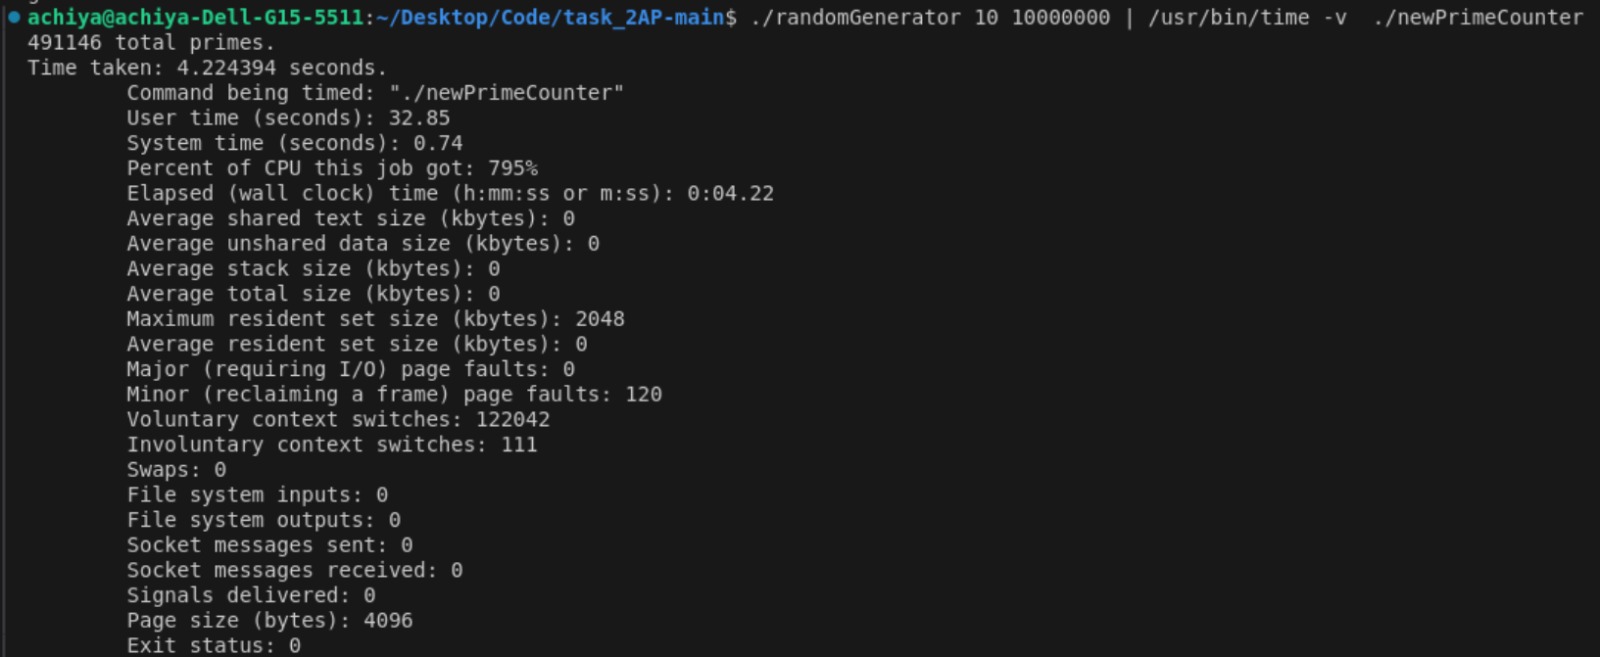 achiya@achiya-Dell-G15-5511:~/Desktop/Code/task_2AP-main$ ./randomGenerator 10 10000000 | /usr/bin/time -v  ./newPrimeCounter
491146 total primes.
Time taken: 4.224394 seconds.
Command being timed: "./newPrimeCounter"
User time (seconds): 32.85
System time (seconds): 0.74
Percent of CPU this job got: 795%
Elapsed (wall clock) time (h:mm:ss or m:ss): 0:04.22
Average shared text size (kbytes): 0
Average unshared data size (kbytes): 0
Average stack size (kbytes): 0
Average total size (kbytes): 0
Maximum resident set size (kbytes): 2048
Average resident set size (kbytes): 0
Major (requiring I/O) page faults: 0
Minor (reclaiming a frame) page faults: 120
Voluntary context switches: 122042
Involuntary context switches: 111
Swaps: 0
File system inputs: 0
File system outputs: 0
Socket messages sent: 0
Socket messages received: 0
Signals delivered: 0
Page size (bytes): 4096
Exit status: 0